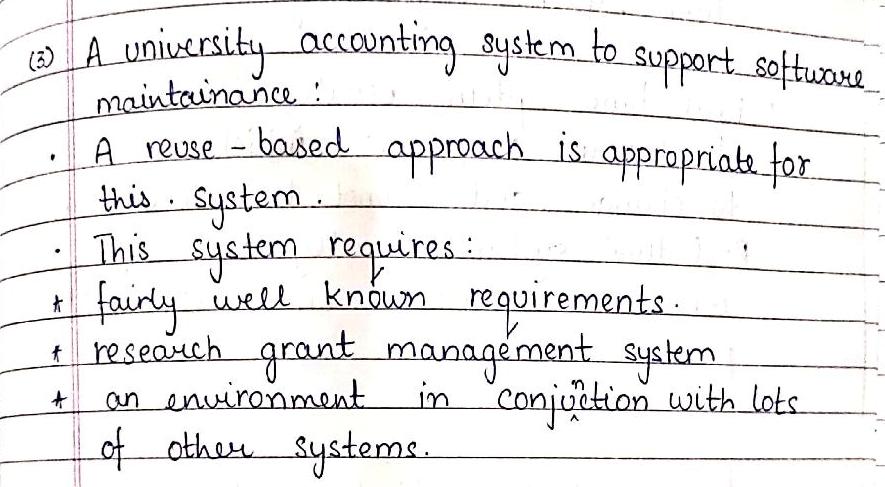 (3) A university accounting system to support software
maintainance :
• A reuse - based approach is appropriate for
this . system .
• This system requires :
* fairly well known requirements.
* research grant management system
* an environment in conjunction with lots
of other systems.